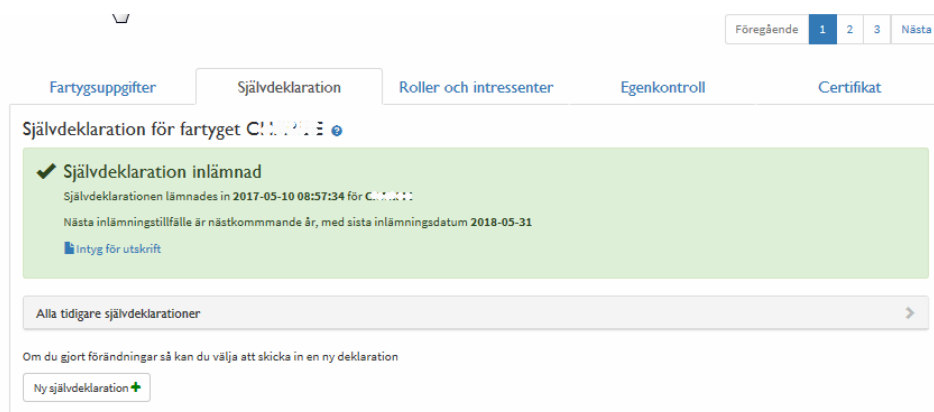 Föregående 1 2 3 Nästa
Fartygsuppgifter Självdeklaration Roller och intressenter Egenkontroll Certifikat
Självdeklaration för fartyget
Självdeklaration inlämnad
Självdeklarationen lämnades in 2017-05-10 08:57:34 för
Nästa inlämningstillfälle är nästkommmande år, med sista inlämningsdatum 2018-05-31
Intyg för utskrift
Alla tidigare självdeklarationer
Om du gjort förändningar så kan du välja att skicka in en ny deklaration
Ny självdeklaration